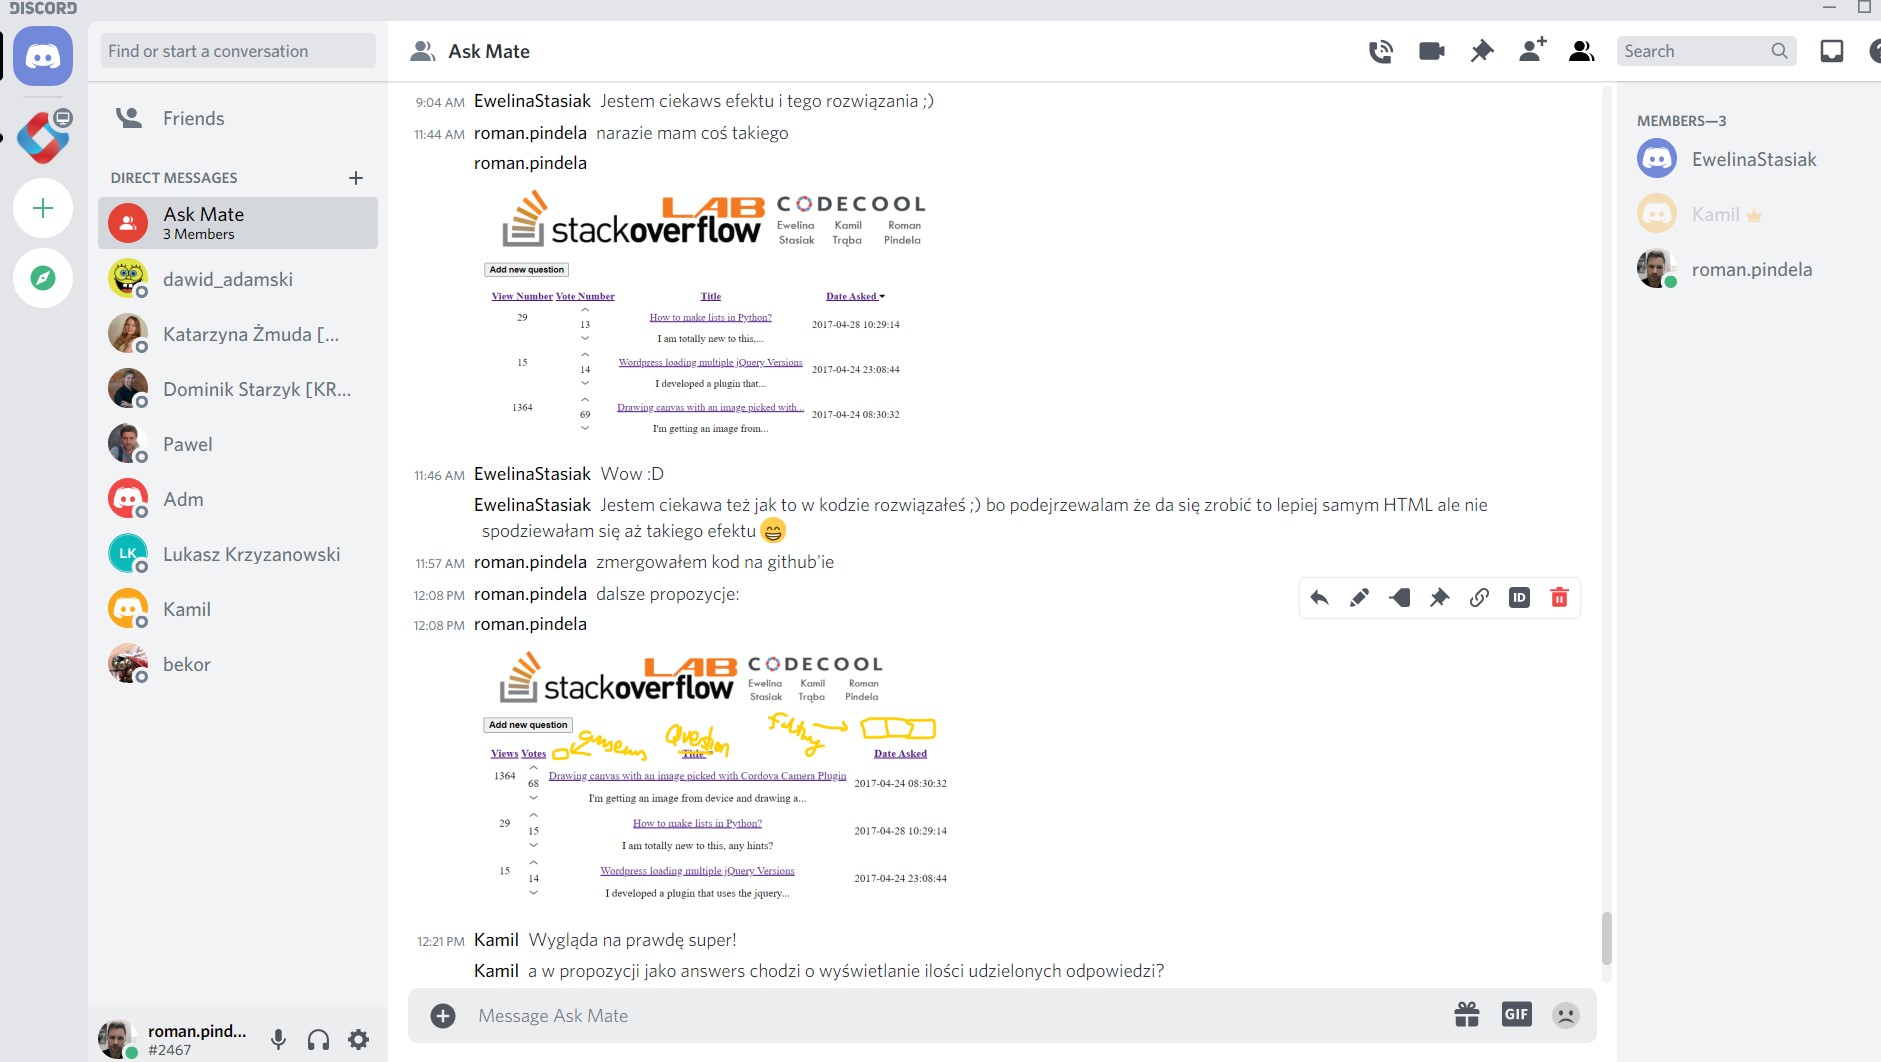 DISCORD
Find or start a conversation
Friends
DIRECT MESSAGES
Ask Mate
3 Members
dawid_adamski
Katarzyna Żmuda [...
Dominik Starzyk [KR...
Pawel
Adm
LK Lukasz Krzyzanowski
Kamil
bekor
roman.pind...
#2467
Ask Mate
Search
9:04 AM EwelinaStasiak Jestem ciekaws efektu i tego rozwiązania ;)
11:44 AM roman.pindela narazie mam coś takiego
roman.pindela
stackoverflow LAB CODECOOL
Ewelina Kamil Roman
Stasiak Trąba Pindela
Add new question
View Number Vote Number Title Date Asked
29 13 How to make lists in Python? 2017-04-28 10:29:14
I am totally new to this,...
15 14 Wordpress loading multiple jQuery Versions 2017-04-24 23:08:44
I developed a plugin that...
1364 69 Drawing canvas with an image picked with... 2017-04-24 08:30:32
I'm getting an image from...
11:46 AM EwelinaStasiak Wow :D
EwelinaStasiak Jestem ciekawa też jak to w kodzie rozwiązałeś ;) bo podejrzewalam że da się zrobić to lepiej samym HTML ale nie
spodziewałam się aż takiego efektu
11:57 AM roman.pindela zmergowałem kod na github'ie
12:08 PM roman.pindela dalsze propozycje:
ID
12:08 PM roman.pindela
stackoverflow LAB CODECOOL
Ewelina Kamil Roman
Stasiak Trąba Pindela
Add new question
answers Question
Views Votes Title Date Asked
1364 68 Drawing canvas with an image picked with Cordova Camera Plugin 2017-04-24 08:30:32
I'm getting an image from device and drawing a...
29 15 How to make lists in Python? 2017-04-28 10:29:14
I am totally new to this, any hints?
15 14 Wordpress loading multiple jQuery Versions 2017-04-24 23:08:44
I developed a plugin that uses the jquery...
12:21 PM Kamil Wygląda na prawdę super!
Kamil a w propozycji jako answers chodzi o wyświetlanie ilości udzielonych odpowiedzi?
Message Ask Mate
GIF
MEMBERS—3
EwelinaStasiak
Kamil
roman.pindela